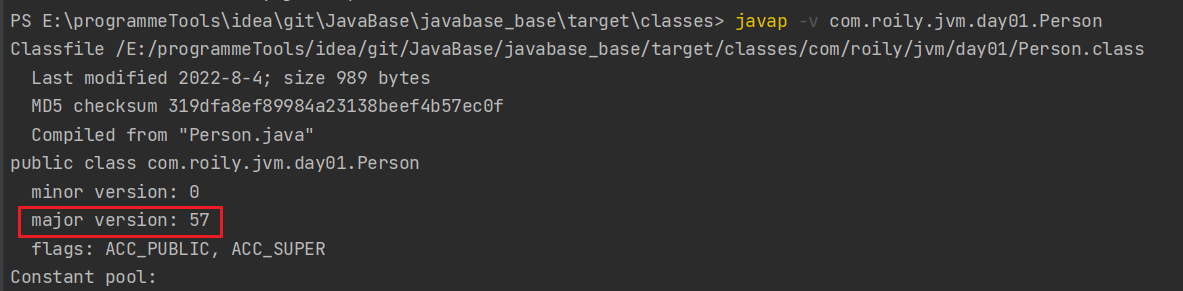 PS E:\programmeTools\idea\git\JavaBase\javabase_base\target\classes> javap -v com.roily.jvm.day01.Person
Classfile /E:/programmeTools/idea/git/JavaBase/javabase_base/target/classes/com/roily/jvm/day01/Person.class
  Last modified 2022-8-4; size 989 bytes
  MD5 checksum 319dfa8ef89984a23138beef4b57ec0f
  Compiled from "Person.java"
public class com.roily.jvm.day01.Person
  minor version: 0
  major version: 57
  flags: ACC_PUBLIC, ACC_SUPER
Constant pool: